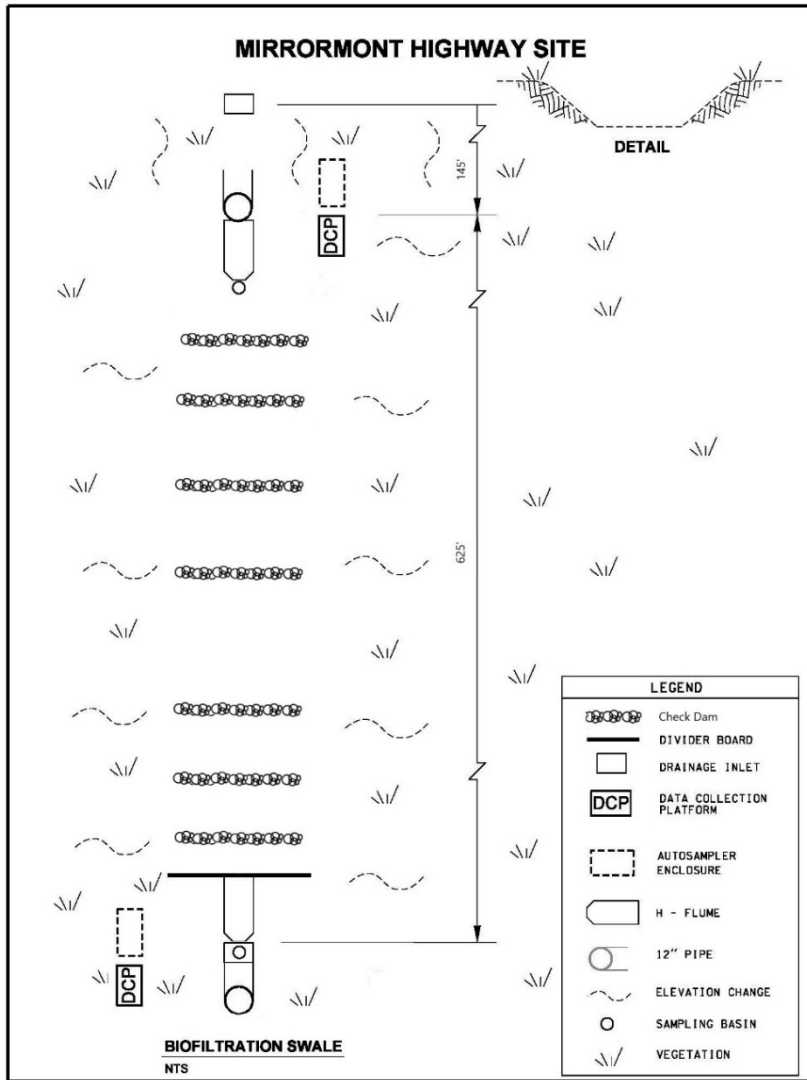 MIRRORMONT HIGHWAY SITE
DETAIL
145'
DCP
625'
LEGEND
Check Dam
DIVIDER BOARD
DRAINAGE INLET
DCP
DATA COLLECTION
PLATFORM
AUTOSAMPLER
ENCLOSURE
H - FLUME
12" PIPE
ELEVATION CHANGE
SAMPLING BASIN
VEGETATION
DCP
BIOFILTRATION SWALE
NTS